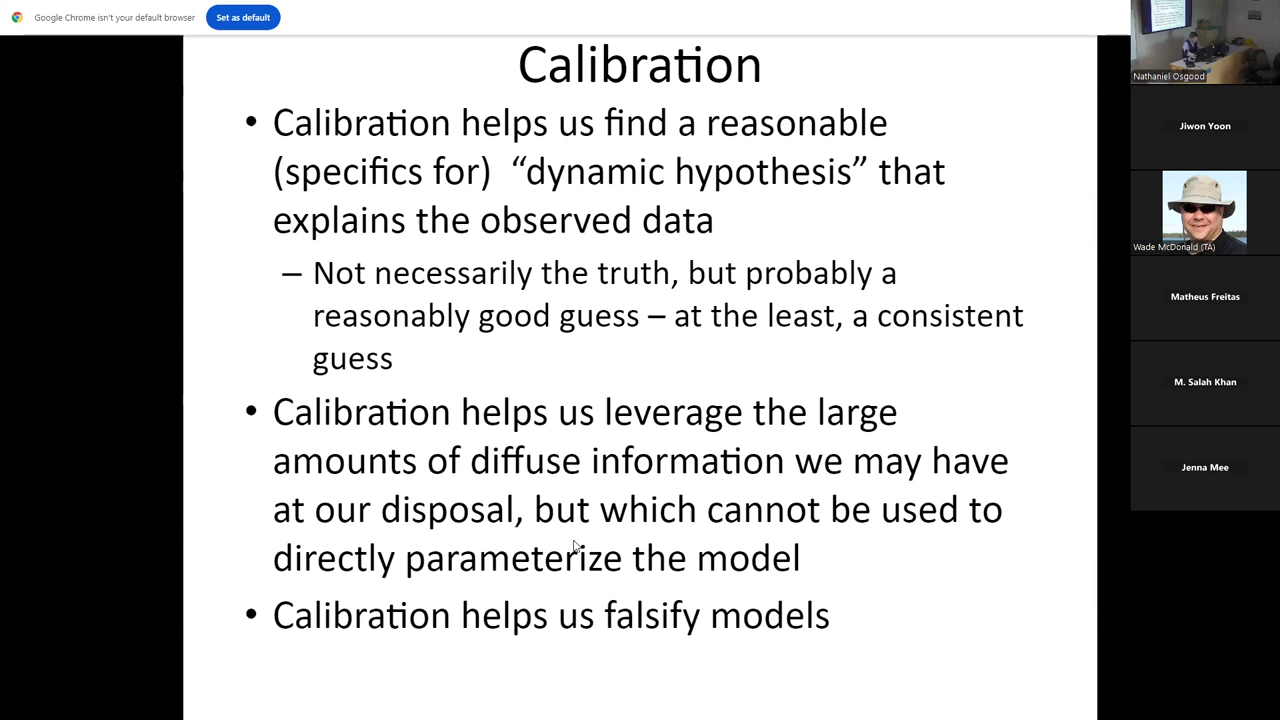 Google Chrome isn't your default browser
Set as default
Calibration
• Calibration helps us find a reasonable
(specifics for) “dynamic hypothesis” that
explains the observed data
– Not necessarily the truth, but probably a
reasonably good guess – at the least, a consistent
guess
• Calibration helps us leverage the large
amounts of diffuse information we may have
at our disposal, but which cannot be used to
directly parameterize the model
• Calibration helps us falsify models
Nathaniel Osgood
Jiwon Yoon
Wade McDonald (TA)
Matheus Freitas
M. Salah Khan
Jenna Mee